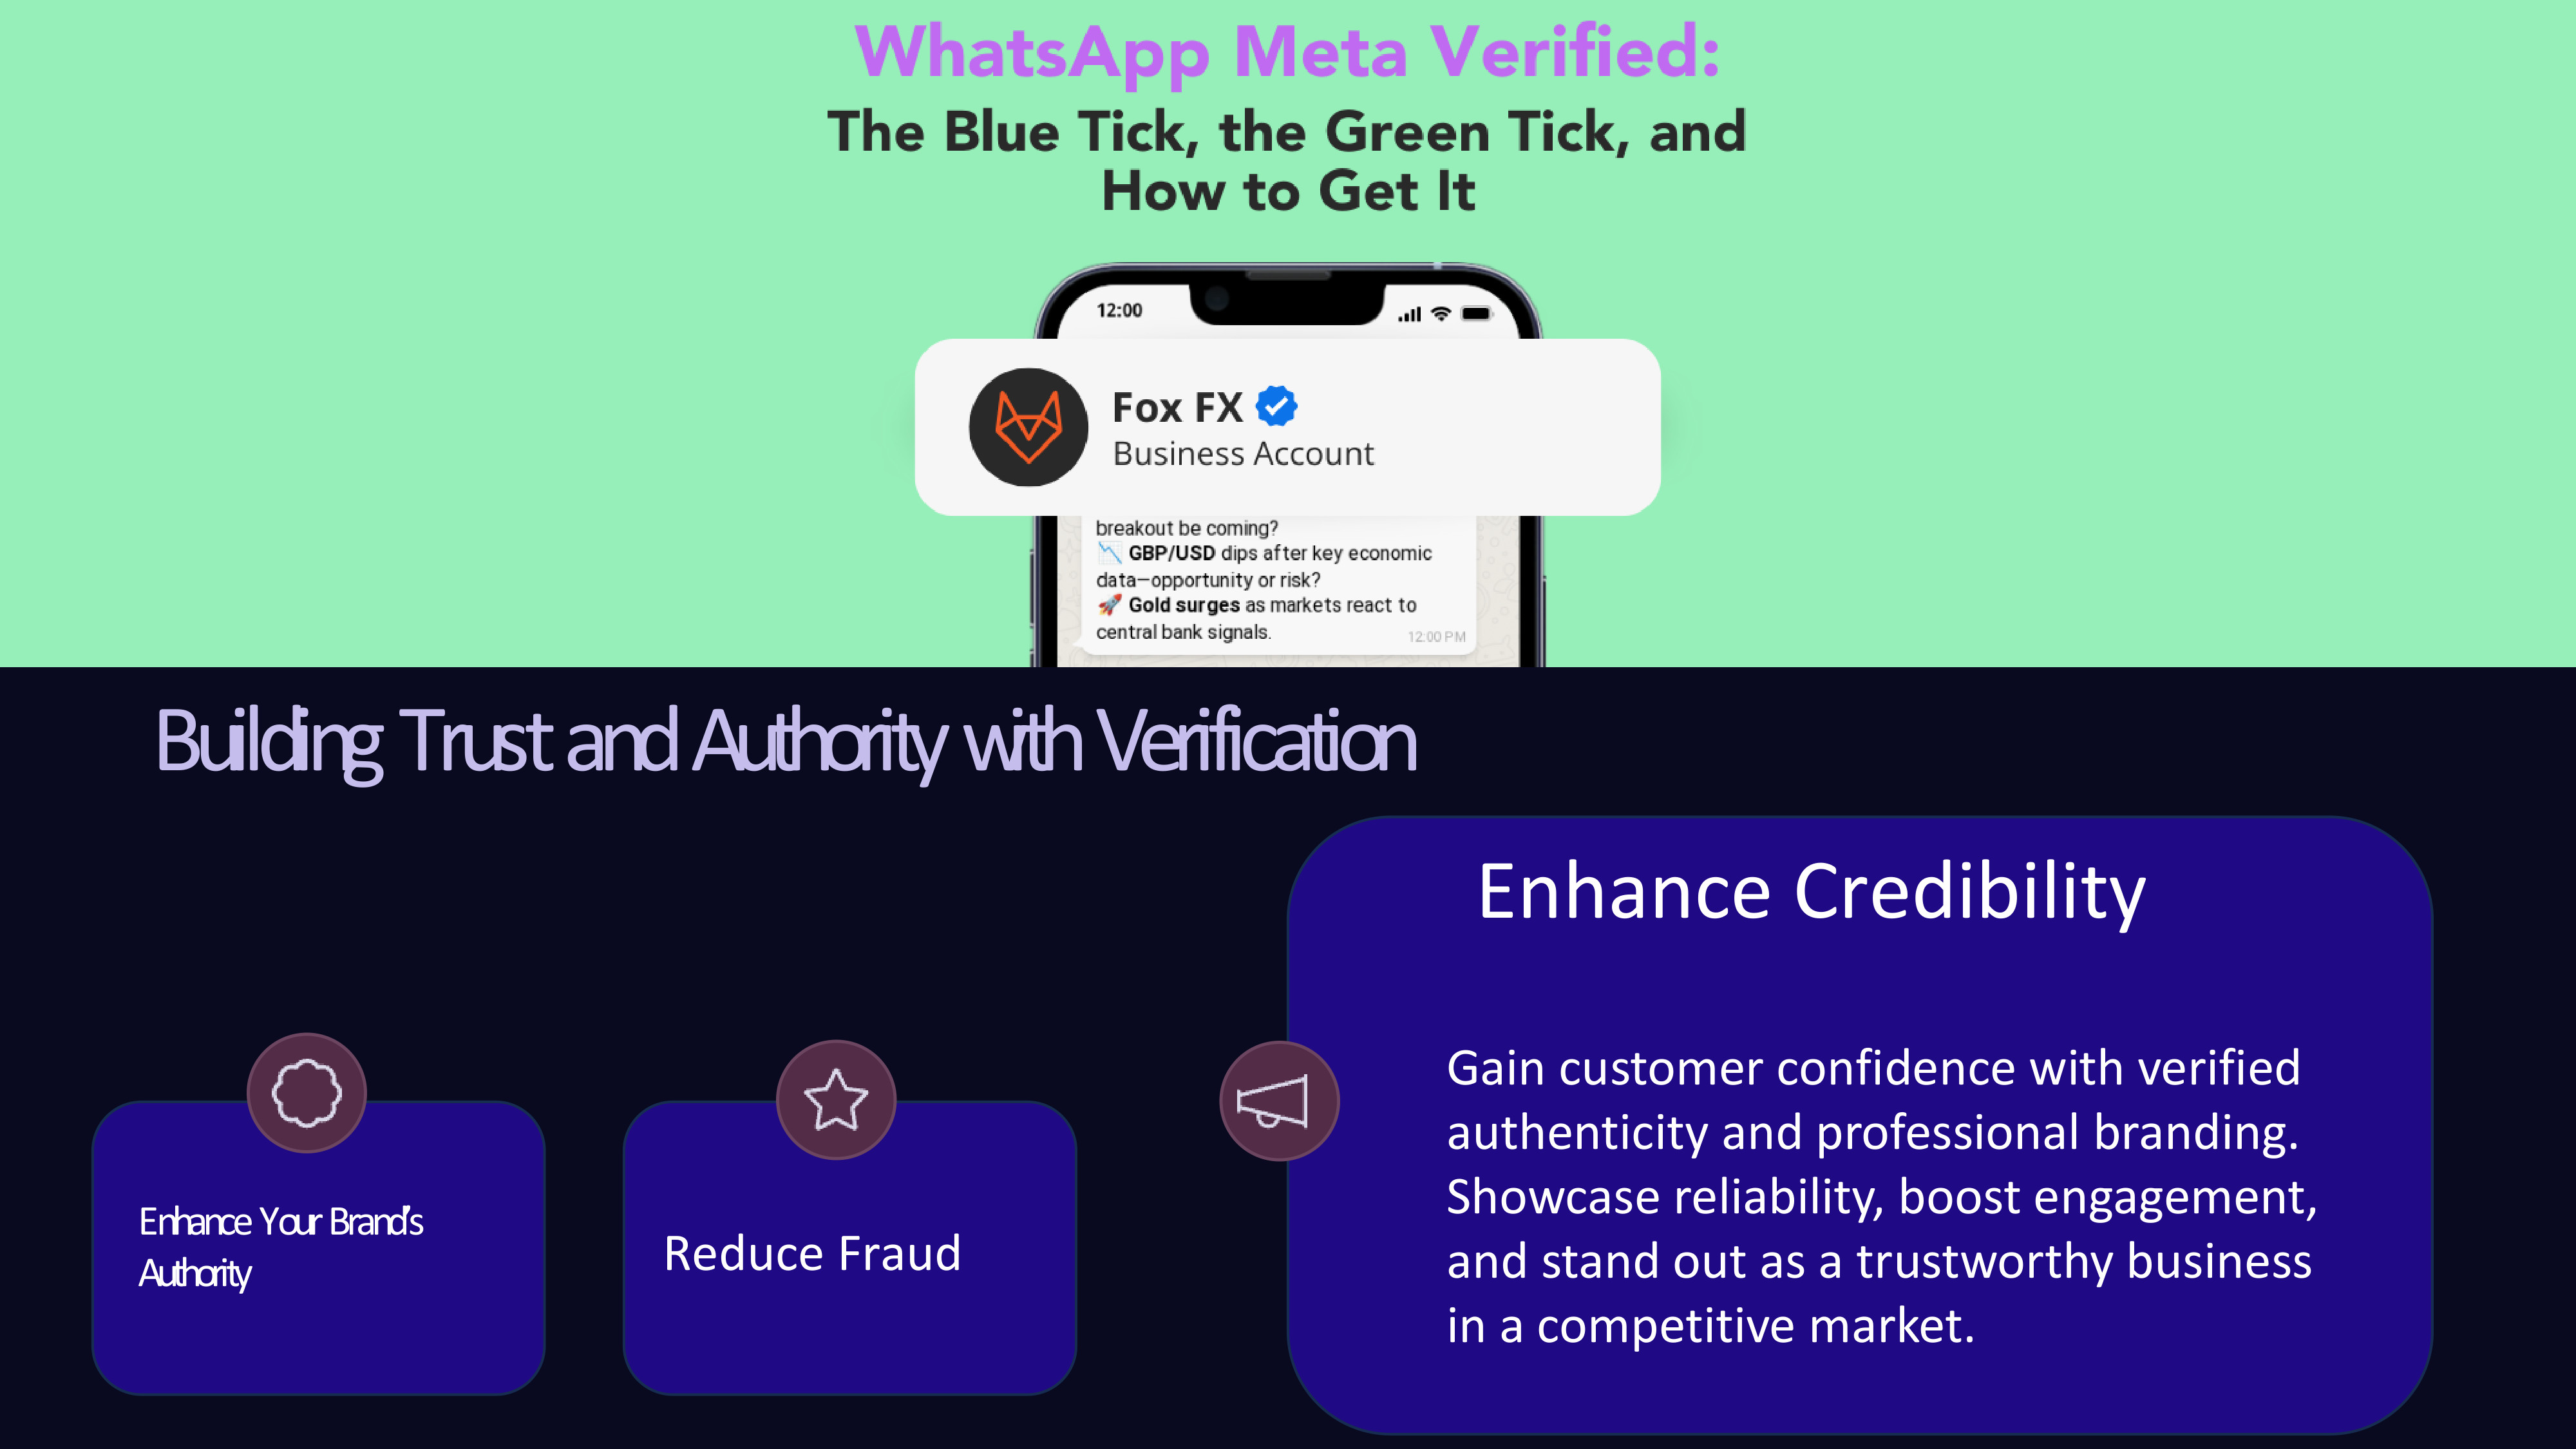 WhatsApp Meta Verified:
The Blue Tick, the Green Tick, and
How to Get It
12:00
Fox FX
Business Account
breakout be coming?
📉 GBP/USD dips after key economic
data—opportunity or risk?
🚀 Gold surges as markets react to
central bank signals.
12:00 PM
Building Trust and Authority with Verification
Enhance Your Brand's
Authority
Reduce Fraud
Enhance Credibility
Gain customer confidence with verified
authenticity and professional branding.
Showcase reliability, boost engagement,
and stand out as a trustworthy business
in a competitive market.